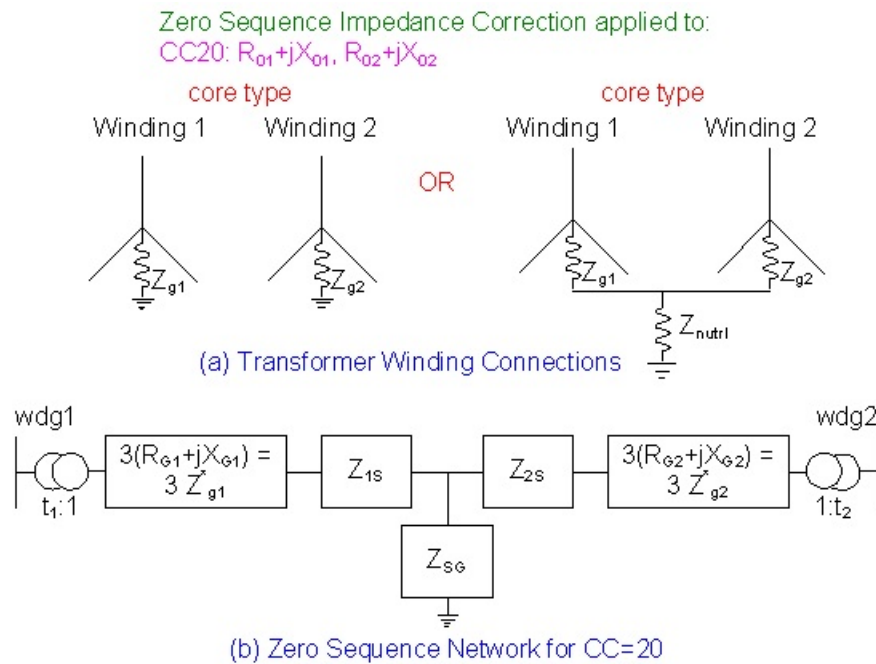 Zero Sequence Impedance Correction applied to:
CC20: R01+jX01, R02+jX02
core type
core type
Winding 1
Winding 2
Winding 1
Winding 2
OR
Zg1
Zg2
Zg1
Zg2
Znutrl
(a) Transformer Winding Connections
wdg1
wdg2
3(RG1+jXG1) =
3 Z*g1
Z1S
Z2S
3(RG2+jXG2) =
3 Z*g2
t1:1
1:t2
ZSG
(b) Zero Sequence Network for CC=20